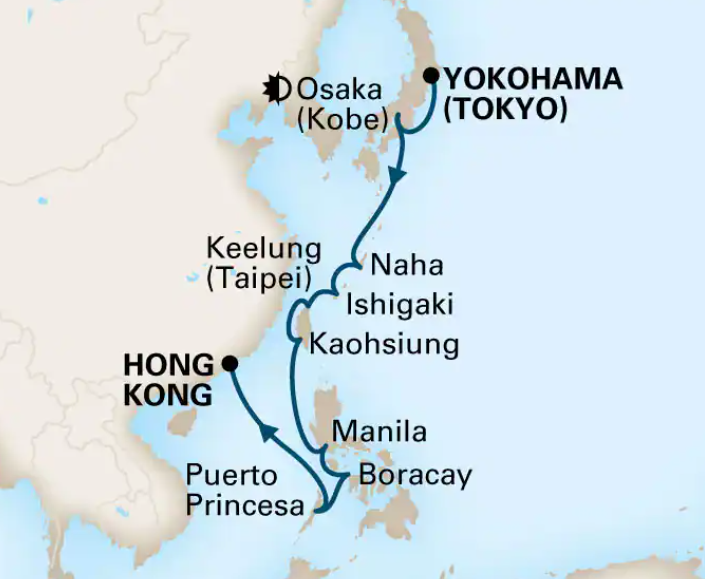 YOKOHAMA
(TOKYO)
Osaka
(Kobe)
Keelung
(Taipei)
Naha
Ishigaki
Kaohsiung
HONG
KONG
Manila
Boracay
Puerto
Princesa